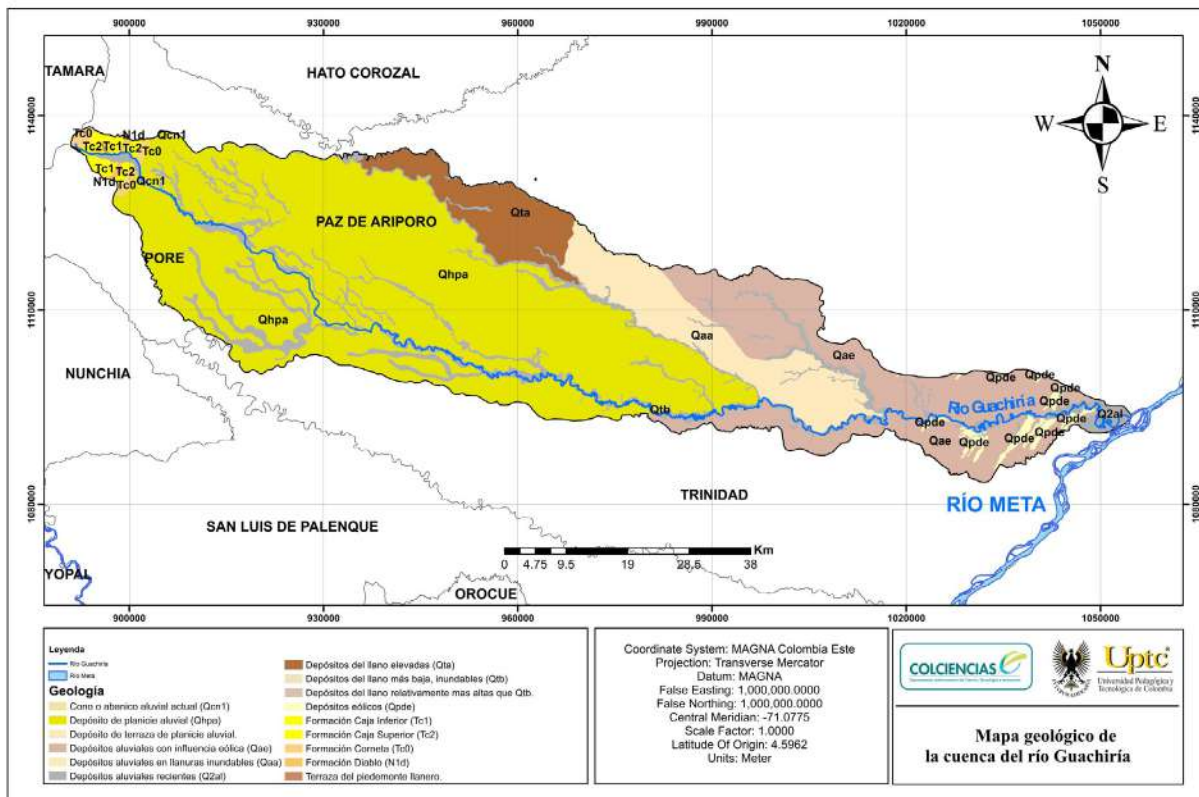 900000 930000 960000 990000 1020000 1050000
TAMARA
HATO COROZAL
N
W E
S
1140000 1140000
Tc0 N1d Qcn1
Tc2 Tc1 Tc2 Tc0
Tc1 Tc2
N1d Tc0 Qcn1
PAZ DE ARIPORO
Qta
PORE
Qhpa
1110000 1110000
Qhpa
Qaa
NUNCHIA
Qae
Qpde Qpde
Qpde
Qpde
Qtb
Río Guachiría
Qpde
Qpde
Q2al
Qae
Qpde
Qpde
Qpde
TRINIDAD
RÍO META
1080000 1080000
SAN LUIS DE PALENQUE
Km
0 4.75 9.5 19 28.5 38
YOPAL
OROCUE
900000 930000 960000 990000 1020000 1050000
Leyenda
Río Guachiría
Río Meta
Geología
Cono o abanico aluvial actual (Qcn1)
Depósito de planicie aluvial (Qhpa)
Depósito de terraza de planicie aluvial.
Depósitos aluviales con influencia eólica (Qae)
Depósitos aluviales en llanuras inundables (Qaa)
Depósitos aluviales recientes (Q2al)
Depósitos del llano elevadas (Qta)
Depósitos del llano más baja, inundables (Qtb)
Depósitos del llano relativamente mas altas que Qtb.
Depósitos eólicos (Qpde)
Formación Caja Inferior (Tc1)
Formación Caja Superior (Tc2)
Formación Corneta (Tc0)
Formación Diablo (N1d)
Terraza del piedemonte llanero.
Coordinate System: MAGNA Colombia Este
Projection: Transverse Mercator
Datum: MAGNA
False Easting: 1,000,000.0000
False Northing: 1,000,000.0000
Central Meridian: -71.0775
Scale Factor: 1.0000
Latitude Of Origin: 4.5962
Units: Meter
COLCIENCIAS
Uptc
Universidad Pedagógica y
Tecnológica de Colombia
Mapa geológico de
la cuenca del río Guachiría